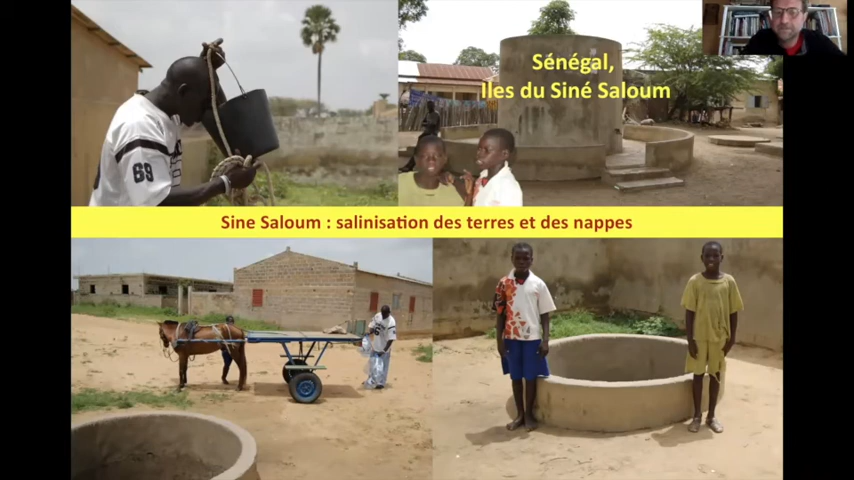 69
Sénégal,
Iles du Siné Saloum
Sine Saloum : salinisation des terres et des nappes